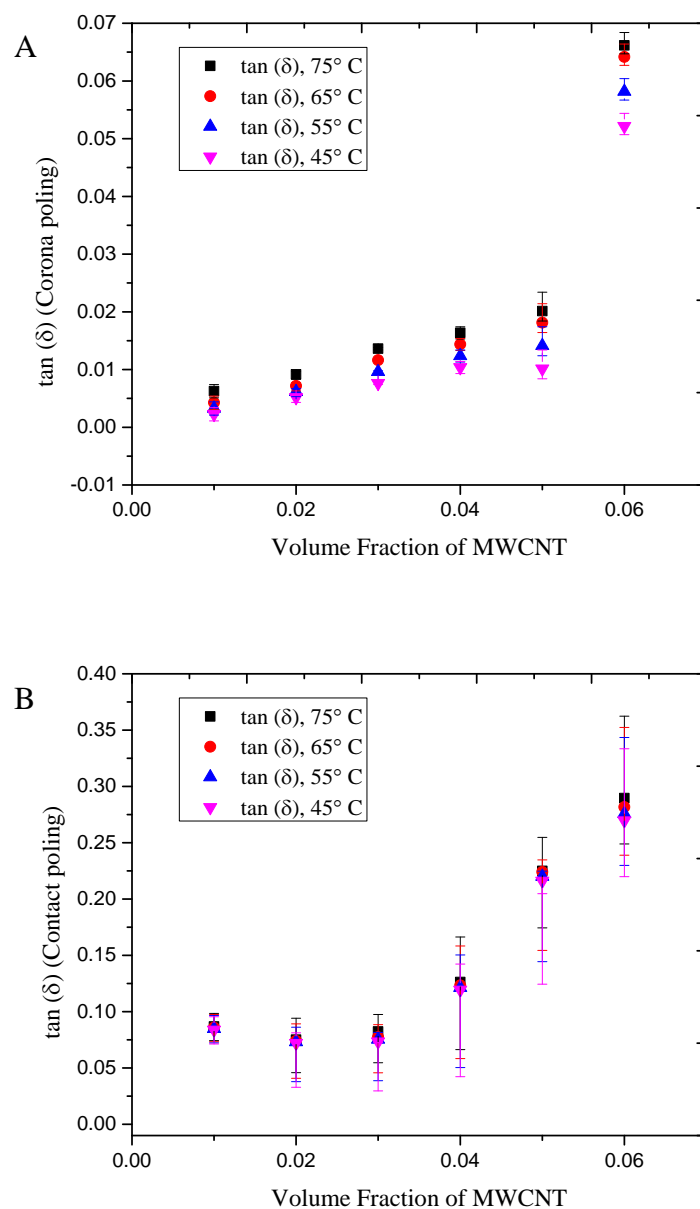 A
tan (δ) (Corona poling)
0.07
0.06
0.05
0.04
0.03
0.02
0.01
0.00
-0.01
tan (δ), 75° C
tan (δ), 65° C
tan (δ), 55° C
tan (δ), 45° C
0.00 0.02 0.04 0.06
Volume Fraction of MWCNT
B
tan (δ) (Contact poling)
0.40
0.35
0.30
0.25
0.20
0.15
0.10
0.05
0.00
tan (δ), 75° C
tan (δ), 65° C
tan (δ), 55° C
tan (δ), 45° C
0.00 0.02 0.04 0.06
Volume Fraction of MWCNT